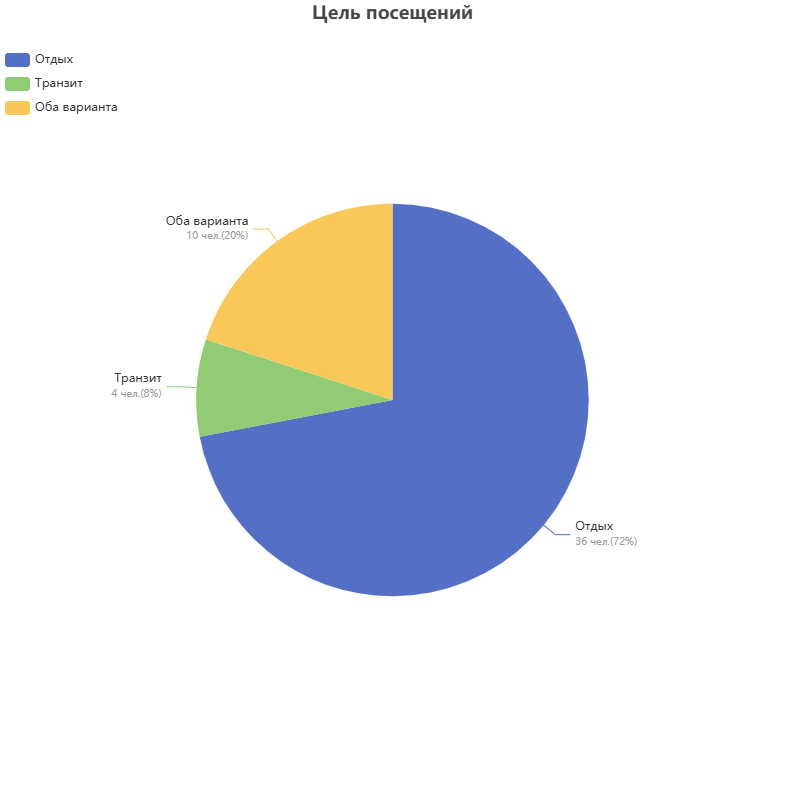 Цель посещений
Отдых
Транзит
Оба варианта
Оба варианта
10 чел.(20%)
Транзит
4 чел.(8%)
Отдых
36 чел.(72%)